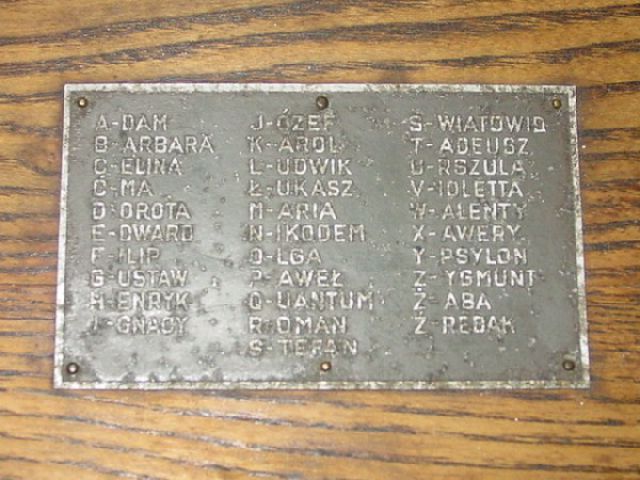 A-DAM
B-ARBARA
C-ELINA
Ć-MA
D-OROTA
E-DWARD
F-ILIP
G-USTAW
H-ENRYK
I-GNACY
J-ÓZEF
K-AROL
L-UDWIK
Ł-UKASZ
M-ARIA
N-IKODEM
O-LGA
P-AWEŁ
Q-UANTUM
R-OMAN
S-TEFAN
Ś-WIATOWID
T-ADEUSZ
U-RSZULA
V-IOLETTA
W-ALENTY
X-AWERY
Y-PSYLON
Z-YGMUNT
Ż-ABA
Ź-REBAK